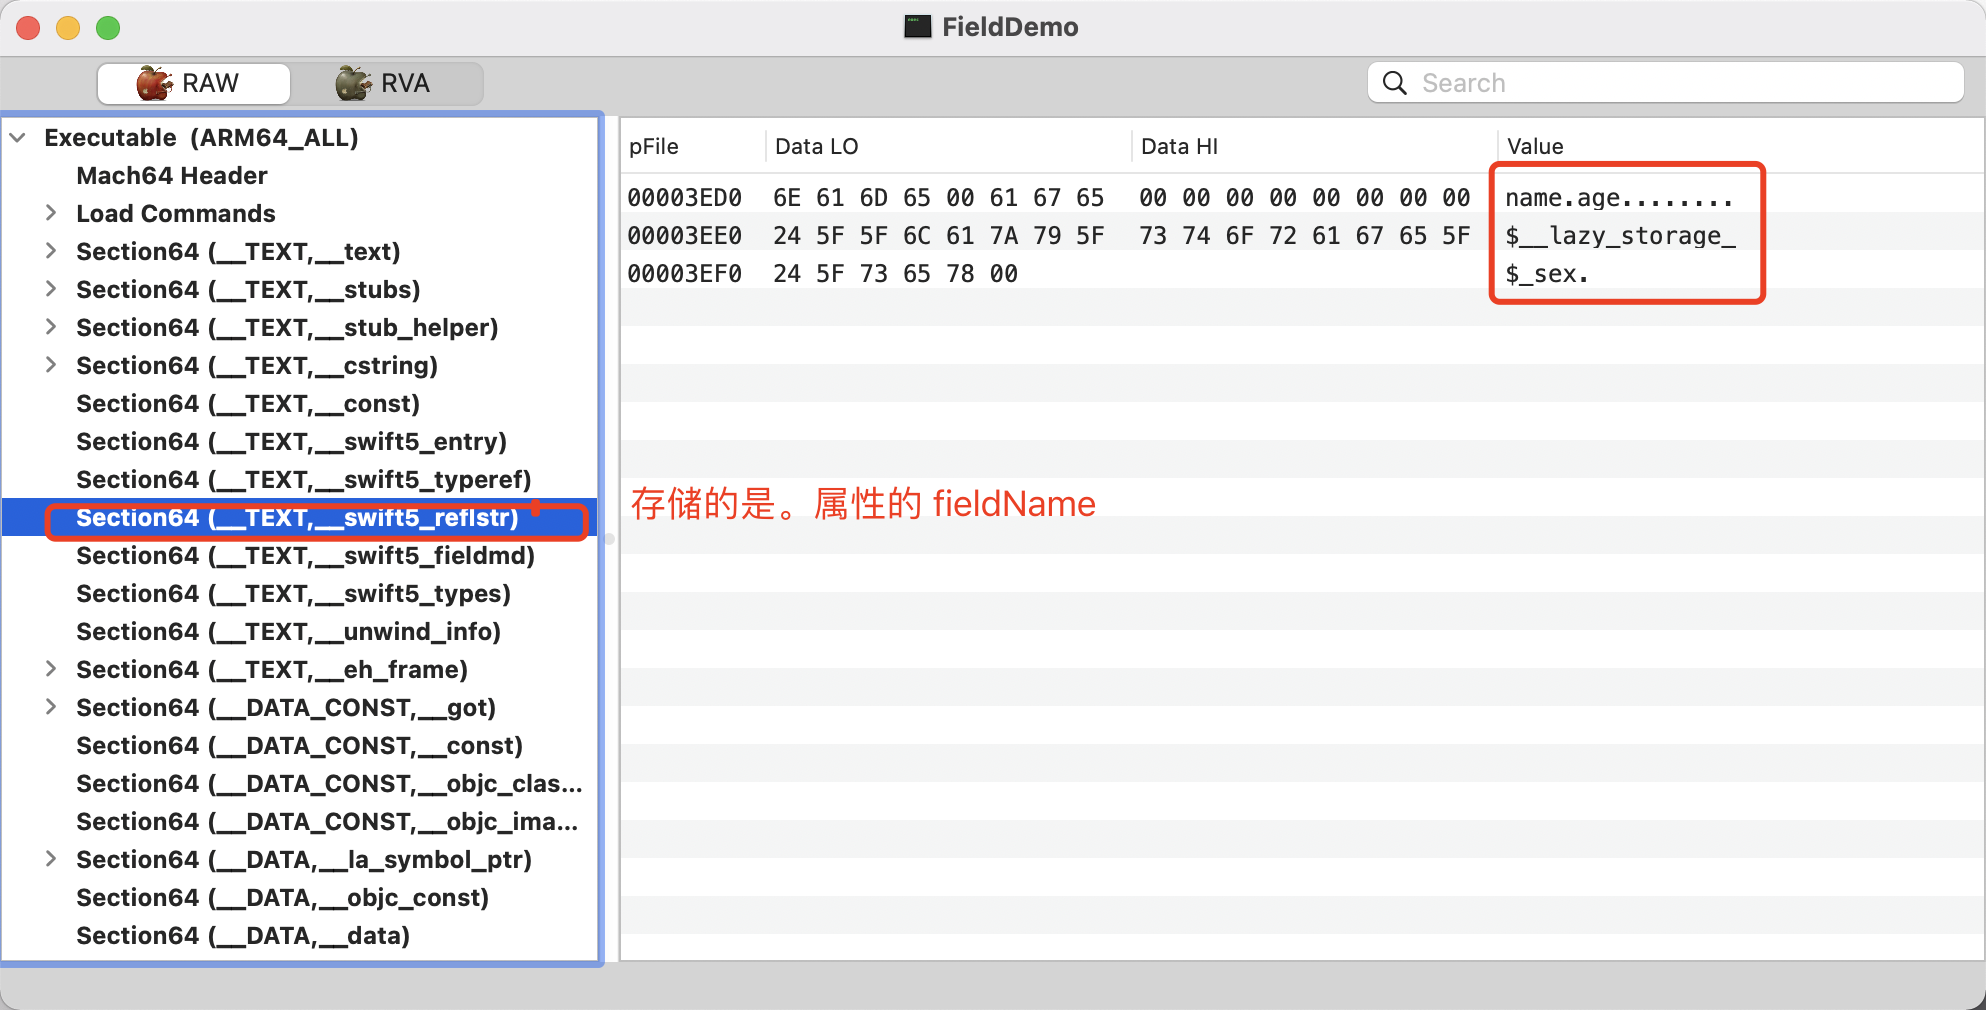 FieldDemo
RAW
RVA
Search
Executable (ARM64_ALL)
Mach64 Header
Load Commands
Section64 (__TEXT,__text)
Section64 (__TEXT,__stubs)
Section64 (__TEXT,__stub_helper)
Section64 (__TEXT,__cstring)
Section64 (__TEXT,__const)
Section64 (__TEXT,__swift5_entry)
Section64 (__TEXT,__swift5_typeref)
Section64 (__TEXT,__swift5_reflstr)
Section64 (__TEXT,__swift5_fieldmd)
Section64 (__TEXT,__swift5_types)
Section64 (__TEXT,__unwind_info)
Section64 (__TEXT,__eh_frame)
Section64 (__DATA_CONST,__got)
Section64 (__DATA_CONST,__const)
Section64 (__DATA_CONST,__objc_clas...
Section64 (__DATA_CONST,__objc_ima...
Section64 (__DATA,__la_symbol_ptr)
Section64 (__DATA,__objc_const)
Section64 (__DATA,__data)
pFile Data LO Data HI Value
00003ED0 6E 61 6D 65 00 61 67 65 00 00 00 00 00 00 00 00 name.age........
00003EE0 24 5F 5F 6C 61 7A 79 5F 73 74 6F 72 61 67 65 5F $__lazy_storage_
00003EF0 24 5F 73 65 78 00 $_sex.
存储的是。属性的 fieldName